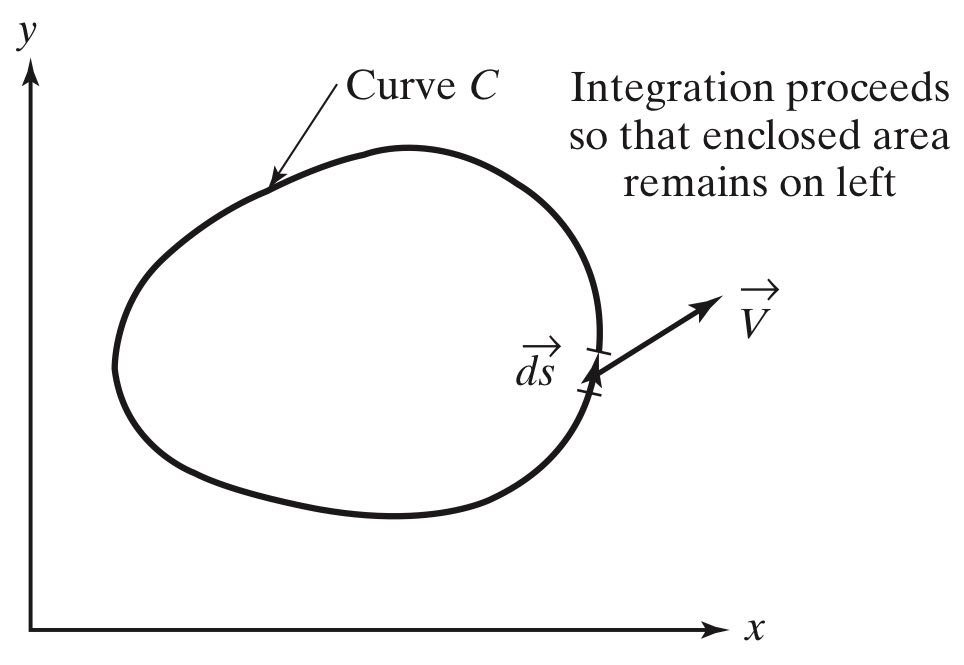 y
Curve C
Integration proceeds
so that enclosed area
remains on left
V
ds
x